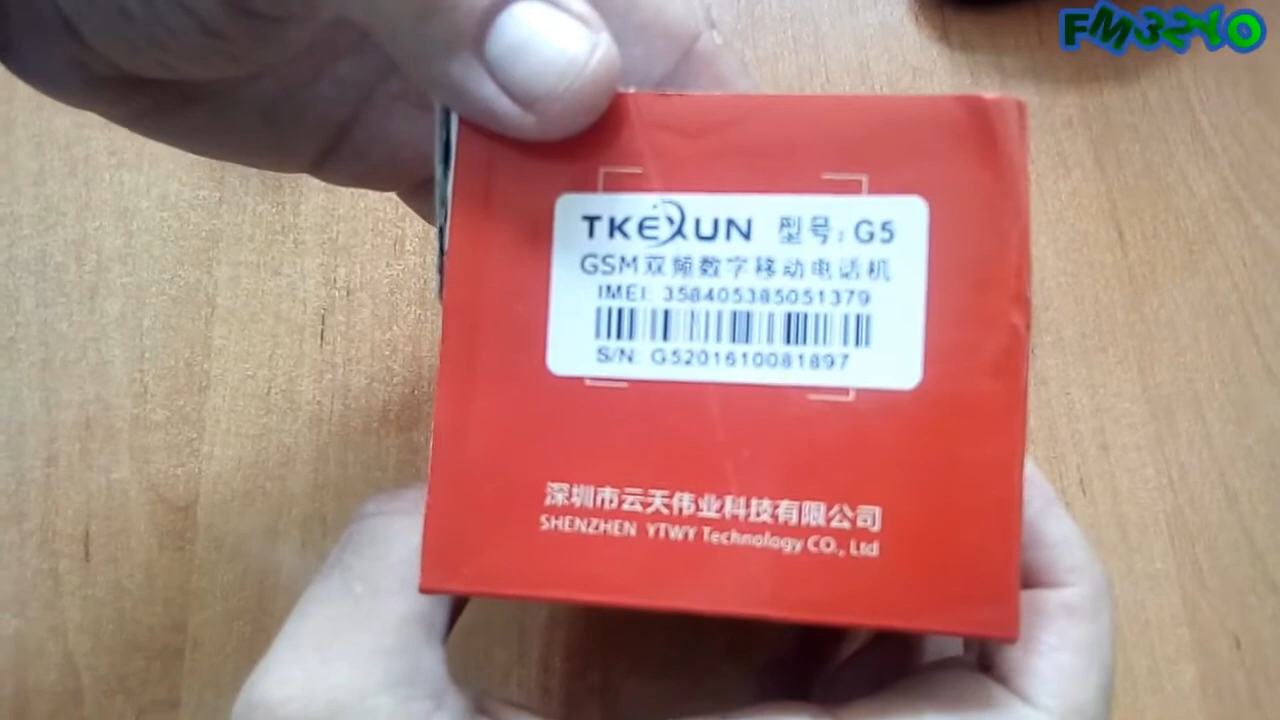 FM3240
TKEXUN 型号: G5
GSM双频数字移动电话机
IMEI: 358405385051379
S/N: G5201610081897
深圳市云天伟业科技有限公司
SHENZHEN YTWY Technology CO., Ltd